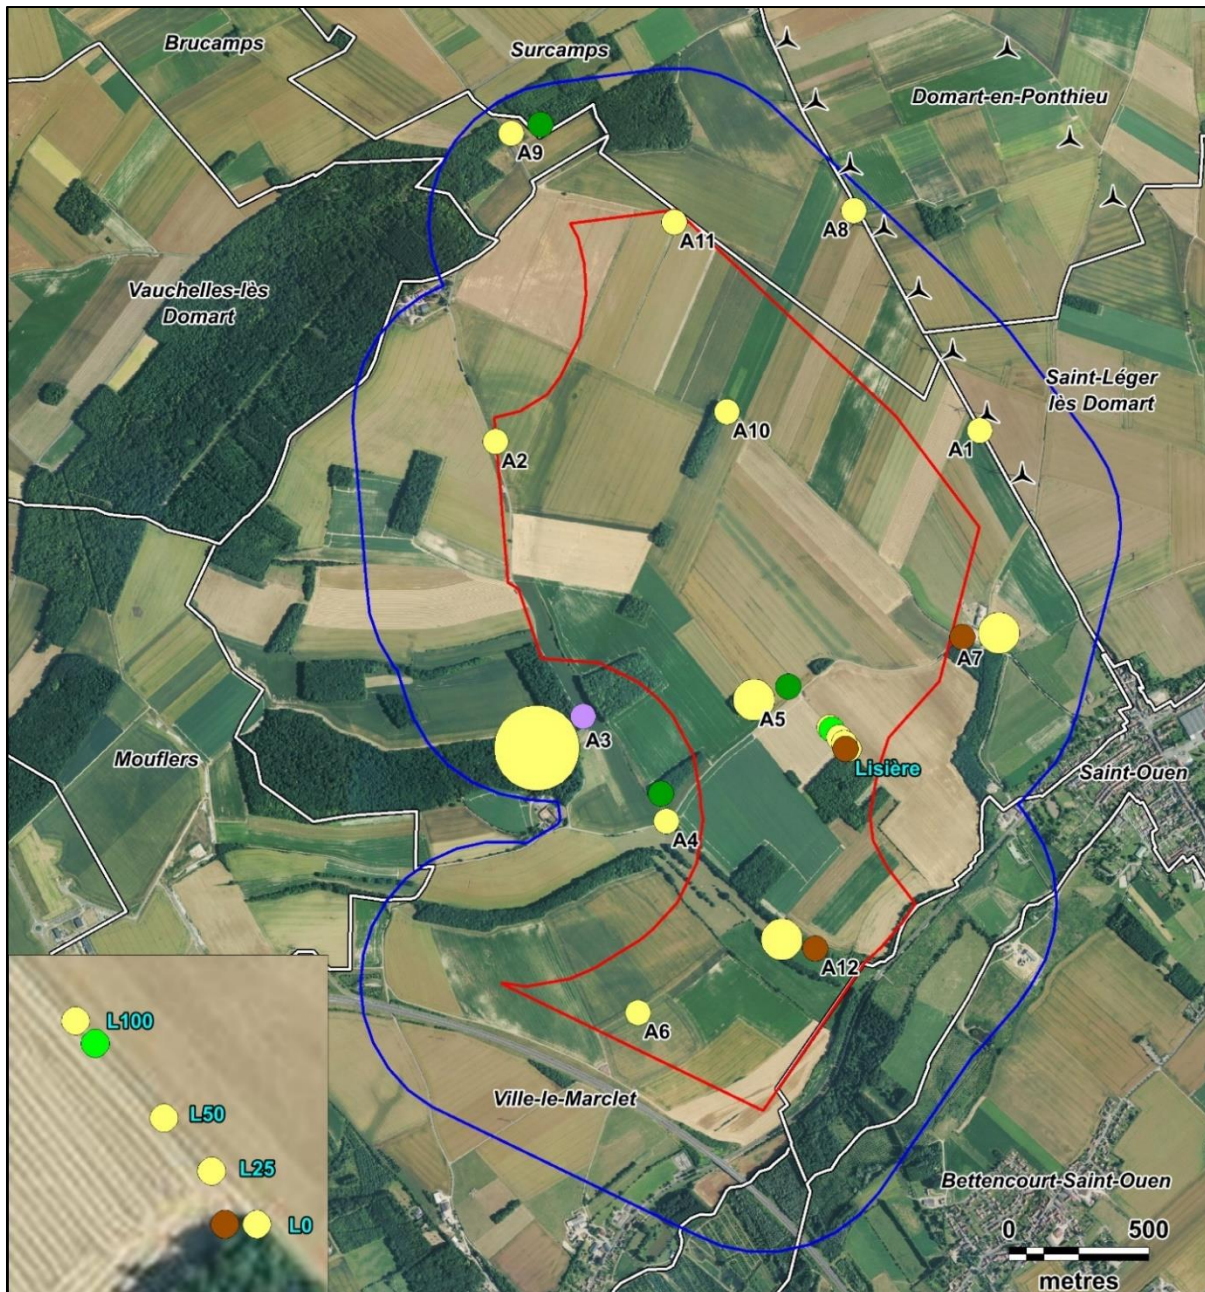 Brucamps
Surcamps
Domart-en-Ponthieu
A9
A11
A8
Vauchelles-lès
Domart
Saint-Léger
lès Domart
A10
A1
A2
A7
A5
A3
Lisière
Mouflers
Saint-Ouen
A4
A12
A6
L100
L50
L25
L0
Ville-le-Marclet
Bettencourt-Saint-Ouen
0 500
metres